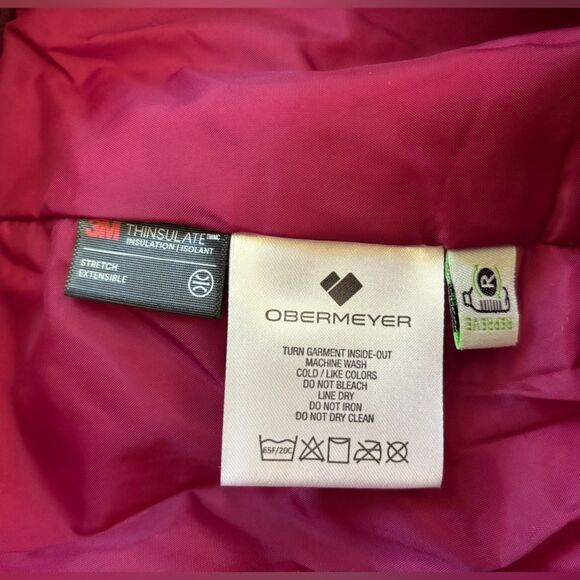 3M THINSULATE™MC
INSULATION | ISOLANT
STRETCH
EXTENSIBLE
OBERMEYER
TURN GARMENT INSIDE-OUT
MACHINE WASH
COLD / LIKE COLORS
DO NOT BLEACH
LINE DRY
DO NOT IRON
DO NOT DRY CLEAN
65F/20C
R
REPREVE